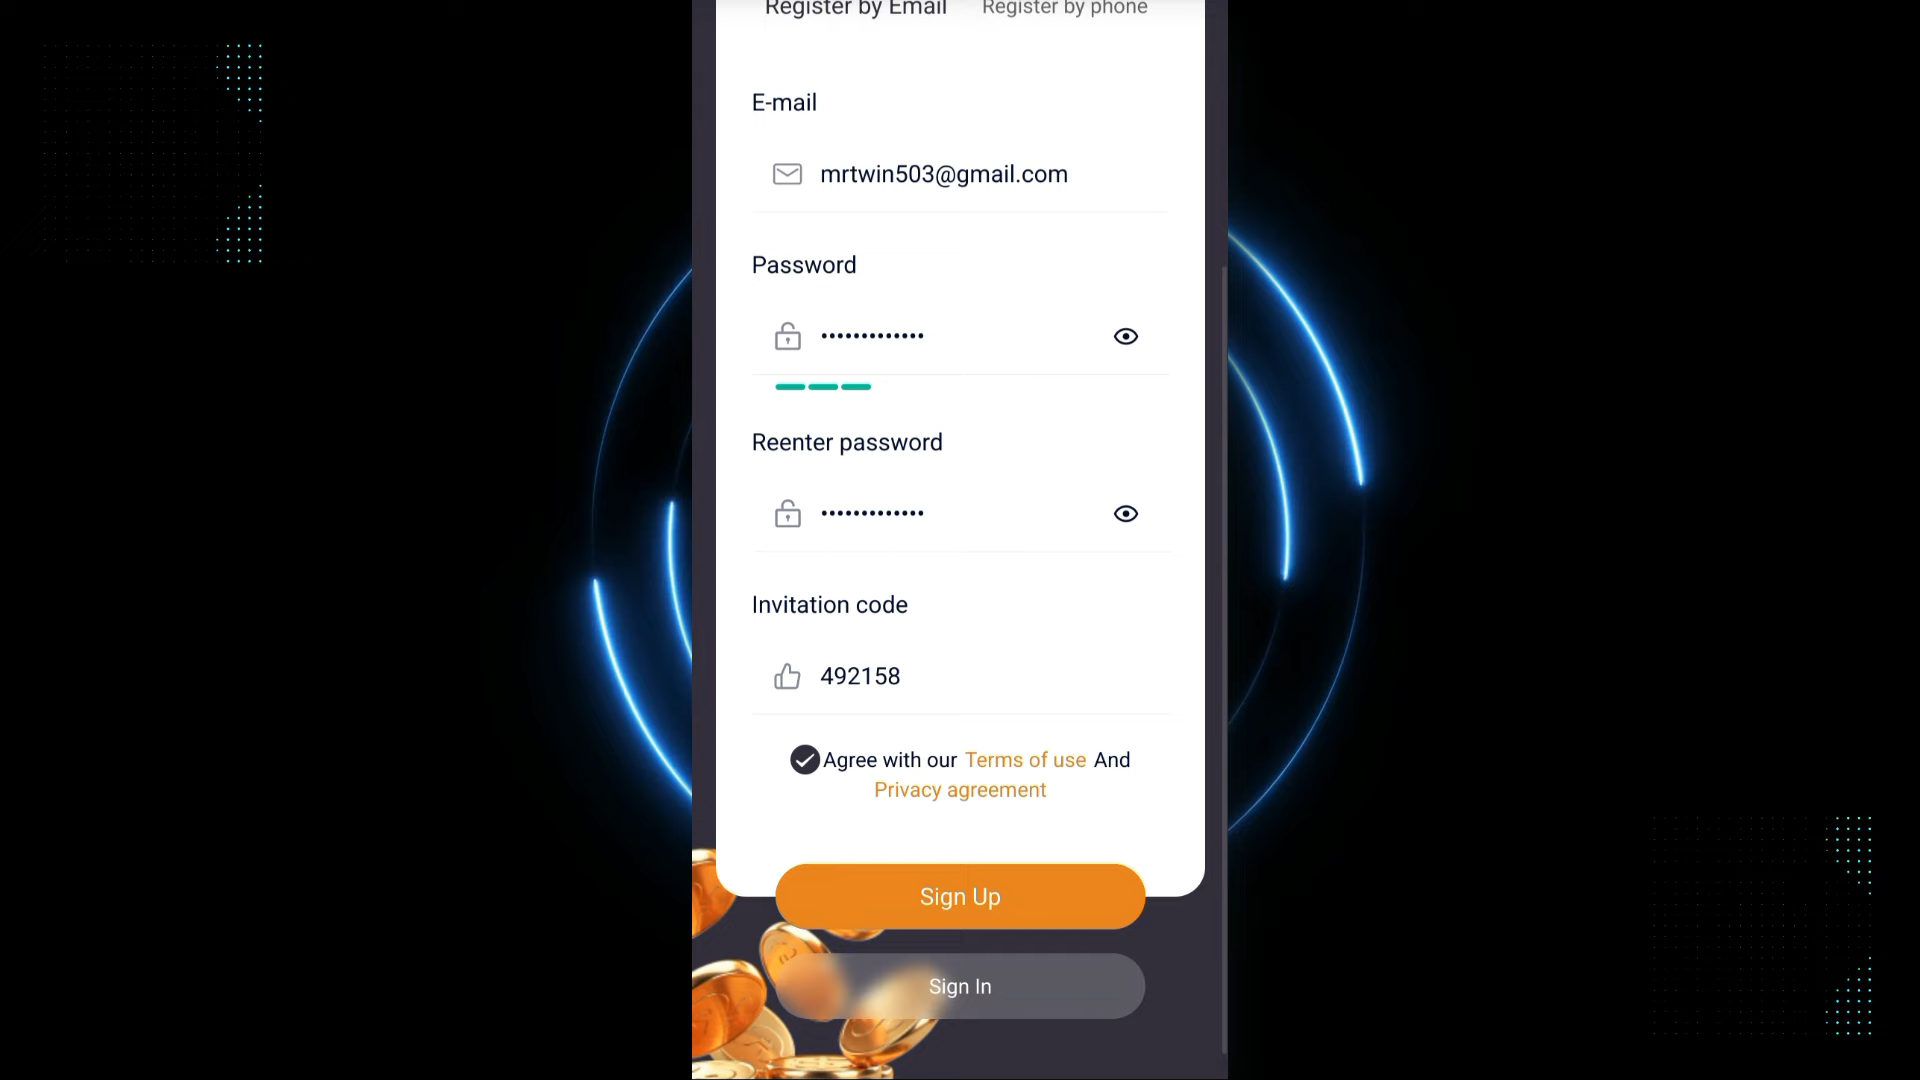 Register by Email Register by phone
E-mail
mrtwin503@gmail.com
Password
•••••••••••••
Reenter password
•••••••••••••
Invitation code
492158
Agree with our Terms of use And
Privacy agreement
Sign Up
Sign In